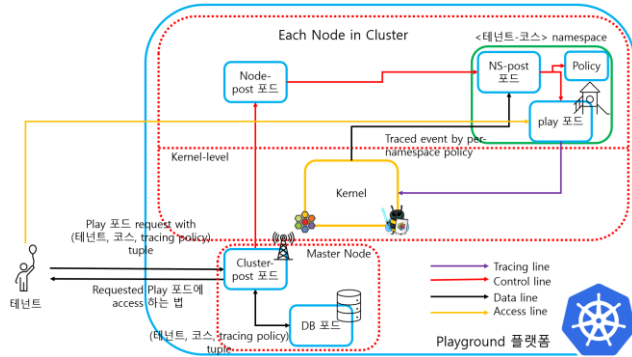 Each Node in Cluster
<테넌트-코스> namespace
Node-
post 포드
NS-post
포드
Policy
play 포드
Traced event by per-
namespace policy
Kernel-level
Kernel
Play 포드 request with
(테넌트, 코스, tracing policy)
tuple
Cluster-
post 포드
Master Node
테넌트
Requested Play 포드에
access 하는 법
DB 포드
(테넌트, 코스, tracing policy)
tuple
Tracing line
Control line
Data line
Access line
Playground 플랫폼